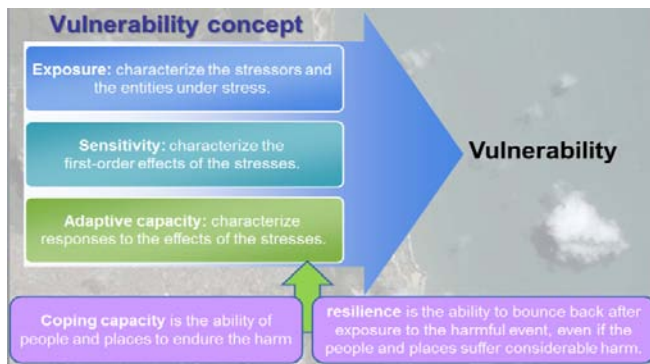 Vulnerability concept
Exposure: characterize the stressors and
the entities under stress.
Sensitivity: characterize the
first-order effects of the stresses.
Adaptive capacity: characterize
responses to the effects of the stresses.
Vulnerability
Coping capacity is the ability of
people and places to endure the harm
resilience is the ability to bounce back after
exposure to the harmful event, even if the
people and places suffer considerable harm.